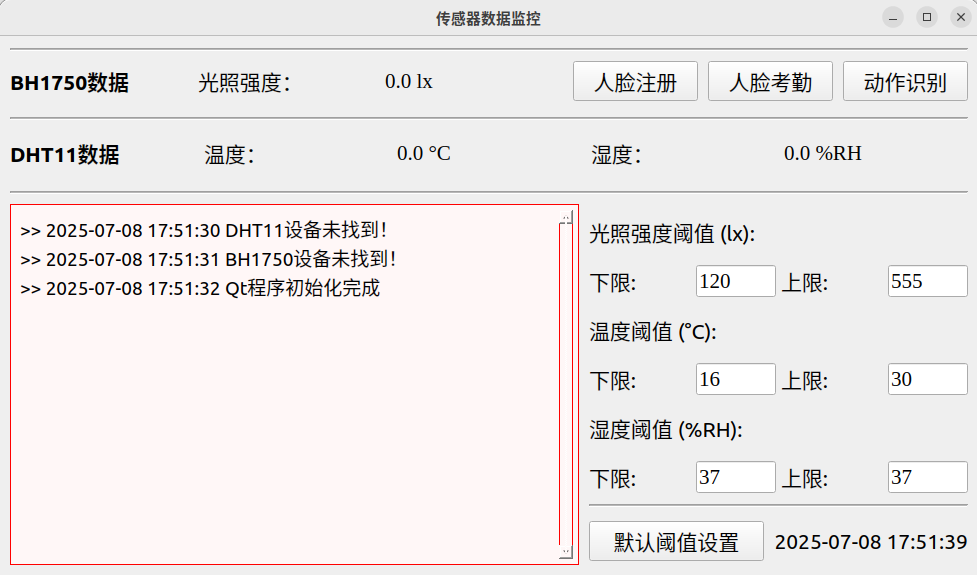 传感器数据监控
BH1750数据 光照强度： 0.0 lx 人脸注册 人脸考勤 动作识别
DHT11数据 温度： 0.0 °C 湿度： 0.0 %RH
>> 2025-07-08 17:51:30 DHT11设备未找到！
>> 2025-07-08 17:51:31 BH1750设备未找到！
>> 2025-07-08 17:51:32 Qt程序初始化完成
光照强度阈值 (lx):
下限: 120 上限: 555
温度阈值 (°C):
下限: 16 上限: 30
湿度阈值 (%RH):
下限: 37 上限: 37
默认阈值设置 2025-07-08 17:51:39